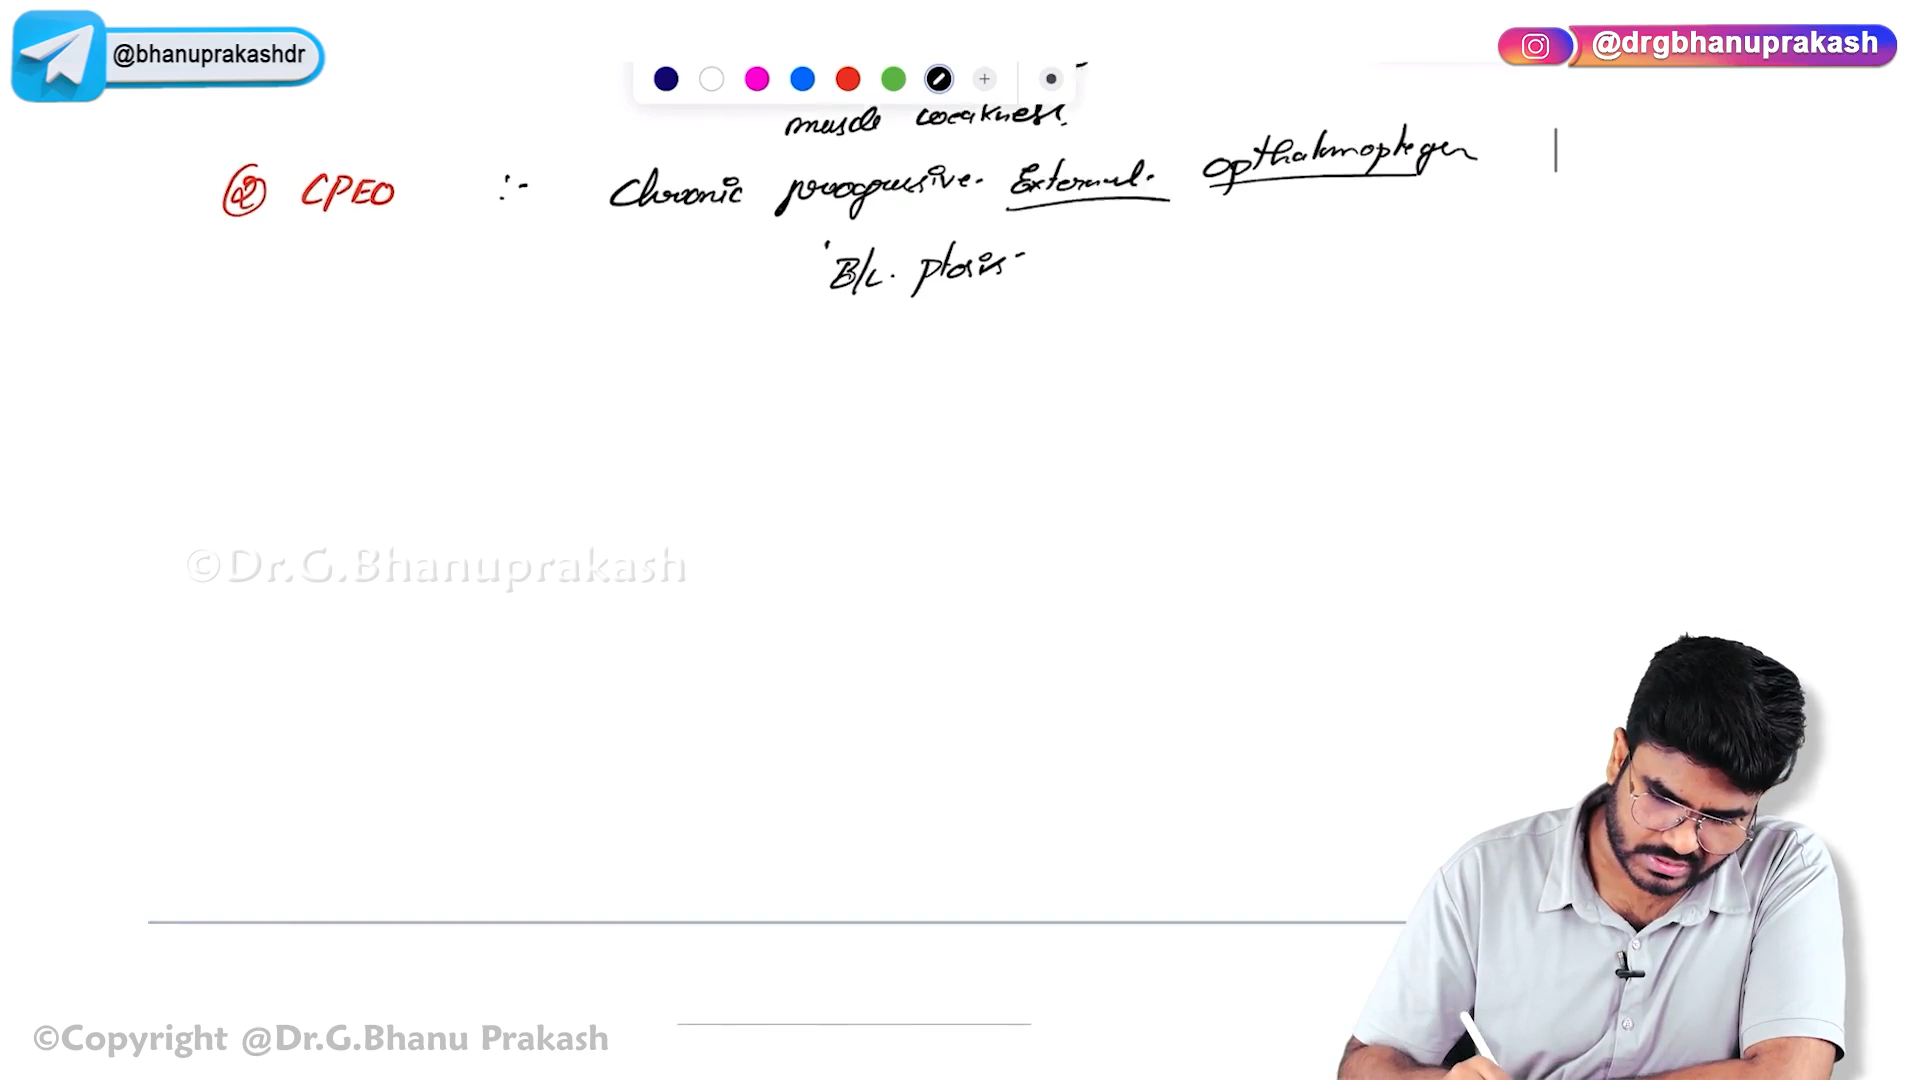 @bhanuprakashdr
@drgbhanuprakash
muscle weakness.
② CPEO :- Chronic progressive External opthalmoplegia
B/L. ptosis
©Dr.G.Bhanuprakash
©Copyright @Dr.G.Bhanu Prakash